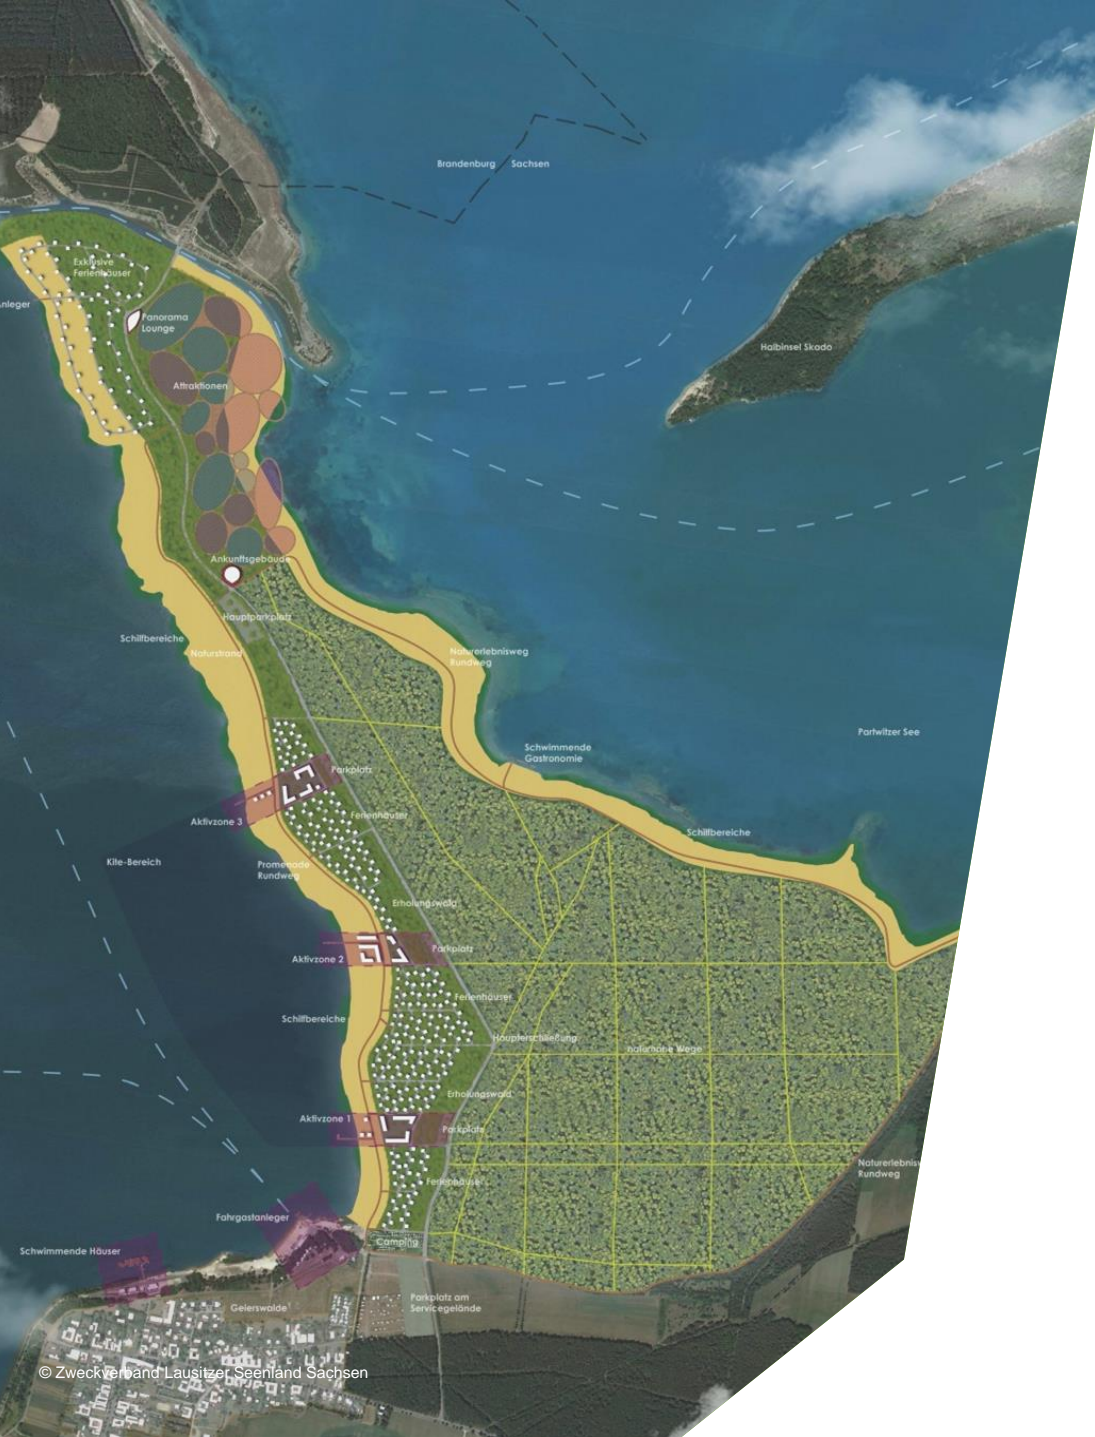 Brandenburg Sachsen
Exklusive
Ferienhäuser
Panorama
Lounge
Halbinsel Skado
Attraktionen
Ankunftsgebäude
Hauptparkplatz
Schilfbereiche
Naturstrand
Naturerlebnisweg
Rundweg
Partwitzer See
Schwimmende
Gastronomie
Parkplatz
Ferienhäuser
Aktivzone 3
Schilfbereiche
Kite-Bereich
Promenade
Rundweg
Erholungswald
Parkplatz
Aktivzone 2
Ferienhäuser
Schilfbereiche
Haupterschließung
naturnahe Wege
Erholungswald
Aktivzone 1
Parkplatz
Rundweg
Ferienhäuser
Fahrgastanleger
Camping
Schwimmende Häuser
Parkplatz am
Servicegelände
Geierswalde
© Zweckverband Lausitzer Seenland Sachsen